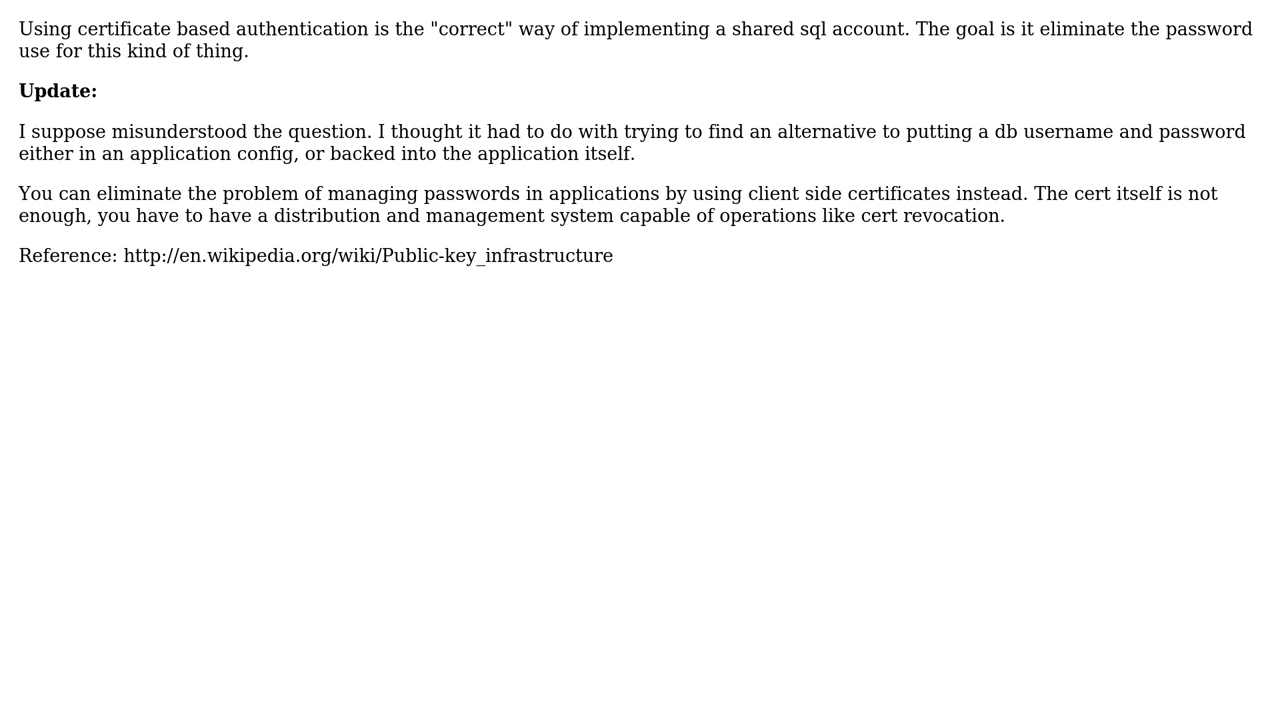 Using certificate based authentication is the "correct" way of implementing a shared sql account. The goal is it eliminate the password
use for this kind of thing.
Update:
I suppose misunderstood the question. I thought it had to do with trying to find an alternative to putting a db username and password
either in an application config, or backed into the application itself.
You can eliminate the problem of managing passwords in applications by using client side certificates instead. The cert itself is not
enough, you have to have a distribution and management system capable of operations like cert revocation.
Reference: http://en.wikipedia.org/wiki/Public-key_infrastructure